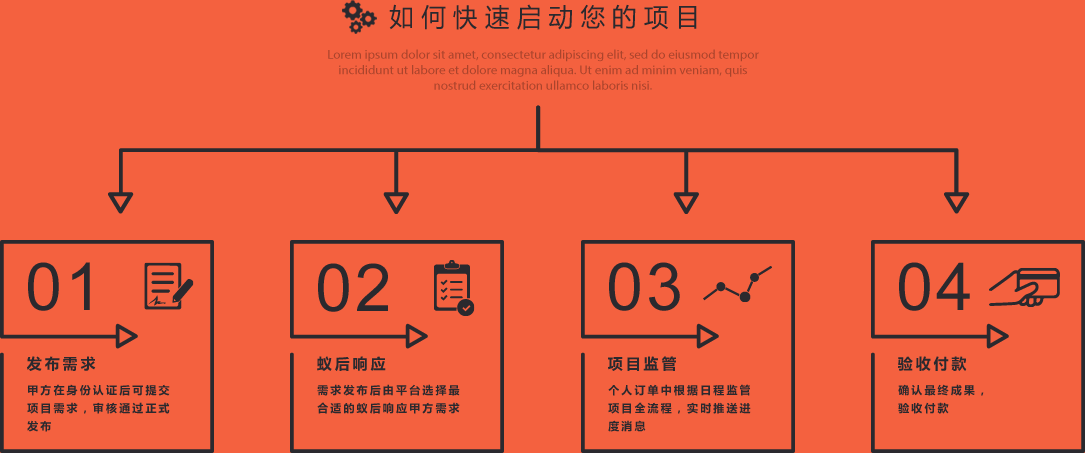 如何快速启动您的项目
Lorem ipsum dolor sit amet, consectetur adipiscing elit, sed do eiusmod tempor
incididunt ut labore et dolore magna aliqua. Ut enim ad minim veniam, quis
nostrud exercitation ullamco laboris nisi.
01
发布需求
甲方在身份认证后可提交
项目需求，审核通过正式
发布
02
蚁后响应
需求发布后由平台选择最
合适的蚁后响应甲方需求
03
项目监管
个人订单中根据日程监管
项目全流程，实时推送进
度消息
04
验收付款
确认最终成果，
验收付款